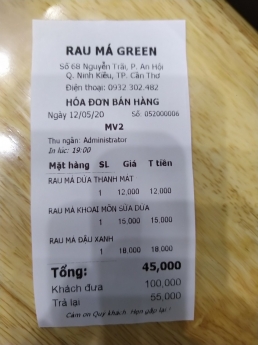 RAU MÁ GREEN
Số 68 Nguyễn Trãi, P. An Hội
Q. Ninh Kiều, TP. Cần Thơ
Điện thoại: 0932 302.482
HÓA ĐƠN BÁN HÀNG
Ngày 12/05/20 Số: 052000006
MV2
Thu ngân: Administrator
In lúc: 19:00
Mặt hàng SL Giá T tiền
RAU MÁ DỪA THANH MÁT
1 12,000 12.000
RAU MÁ KHOAI MÔN SỮA DỪA
1 15,000 15.000
RAU MÁ ĐẬU XANH
1 18,000 18.000
Tổng: 45,000
Khách đưa 100,000
Trả lại 55,000
Cảm ơn Quý khách. Hẹn gặp lại !